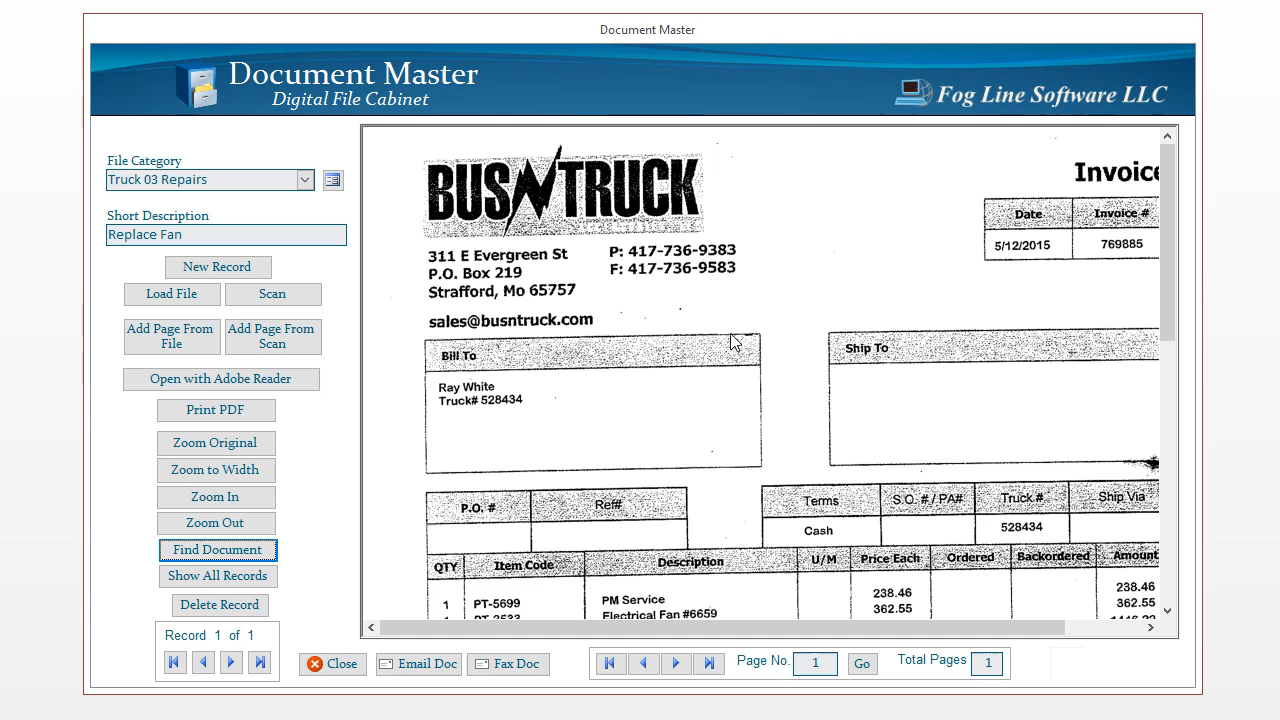 Document Master
Document Master
Digital File Cabinet
Fog Line Software LLC
File Category
Truck 03 Repairs
Short Description
Replace Fan
New Record
Load File
Scan
Add Page From
File
Add Page From
Scan
Open with Adobe Reader
Print PDF
Zoom Original
Zoom to Width
Zoom In
Zoom Out
Find Document
Show All Records
Delete Record
Record 1 of 1
BUSNTRUCK
311 E Evergreen St
P.O. Box 219
Strafford, Mo 65757
P: 417-736-9383
F: 417-736-9583
sales@busntruck.com
Invoice
Date Invoice #
5/12/2015 769885
Bill To
Ray White
Truck# 528434
Ship To
P.O. # Ref#
Terms S.O. # / PA# Truck # Ship Via
Cash 528434
QTY Item Code Description U/M Price Each Ordered Backordered Amount
1 PT-5699 PM Service 238.46 238.46
Electrical Fan #6659 362.55 362.55
Close
Email Doc
Fax Doc
Page No. 1 Go Total Pages 1